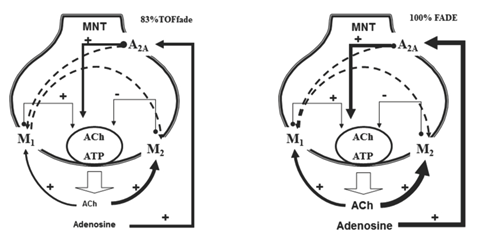 MNT
83%TOFfade
+
A2A
+
+
-
M1
ACh
ATP
M2
+
ACh
+
Adenosine
+
MNT
100% FADE
+
A2A
+
+
-
M1
ACh
ATP
M2
+
ACh
+
Adenosine
+